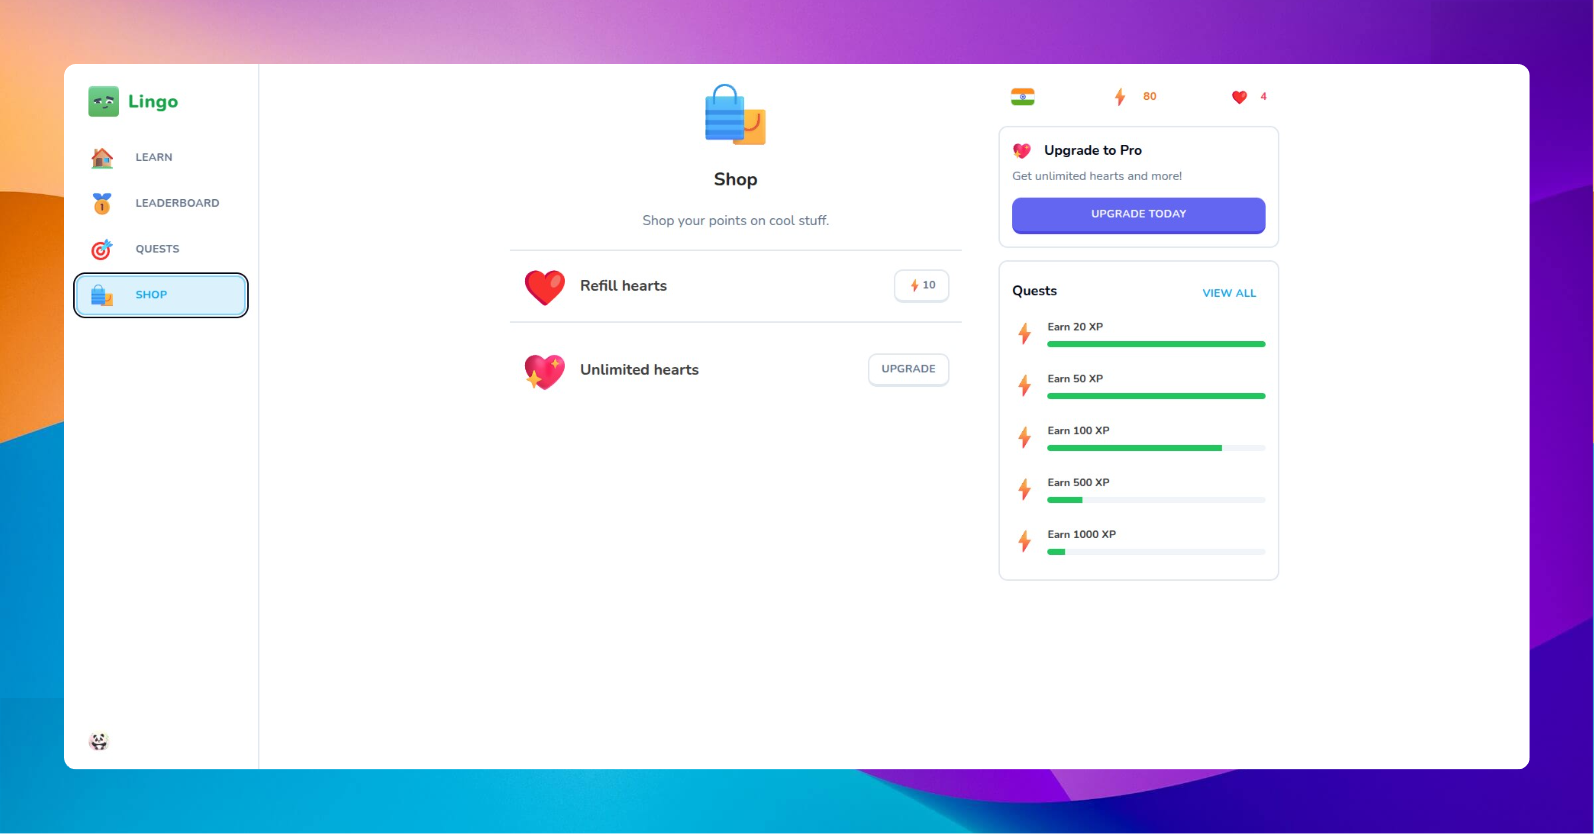 Lingo
LEARN
LEADERBOARD
1
QUESTS
SHOP
Shop
Shop your points on cool stuff.
Refill hearts
10
Unlimited hearts
UPGRADE
80
4
Upgrade to Pro
Get unlimited hearts and more!
UPGRADE TODAY
Quests
VIEW ALL
Earn 20 XP
Earn 50 XP
Earn 100 XP
Earn 500 XP
Earn 1000 XP